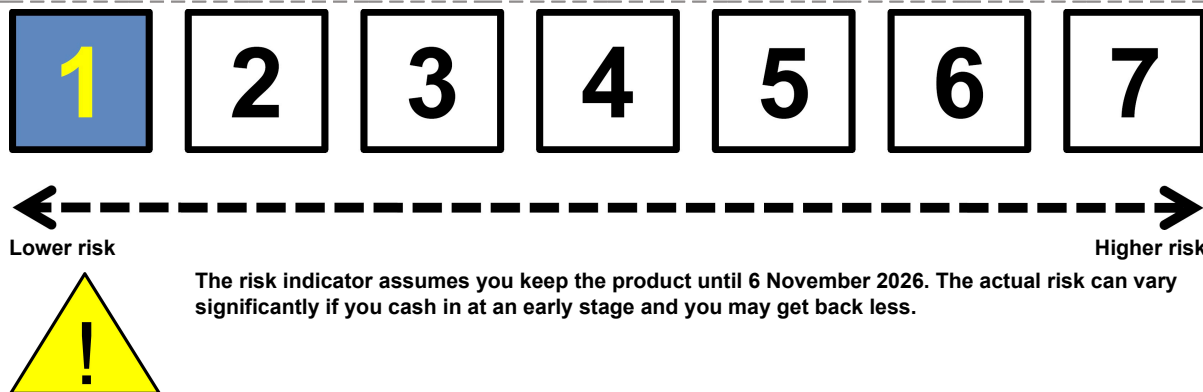 1 2 3 4 5 6 7
Lower risk Higher risk
The risk indicator assumes you keep the product until 6 November 2026. The actual risk can vary
significantly if you cash in at an early stage and you may get back less.
!